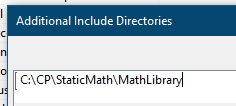 Additional Include Directories
C:\CP\StaticMath\MathLibrary